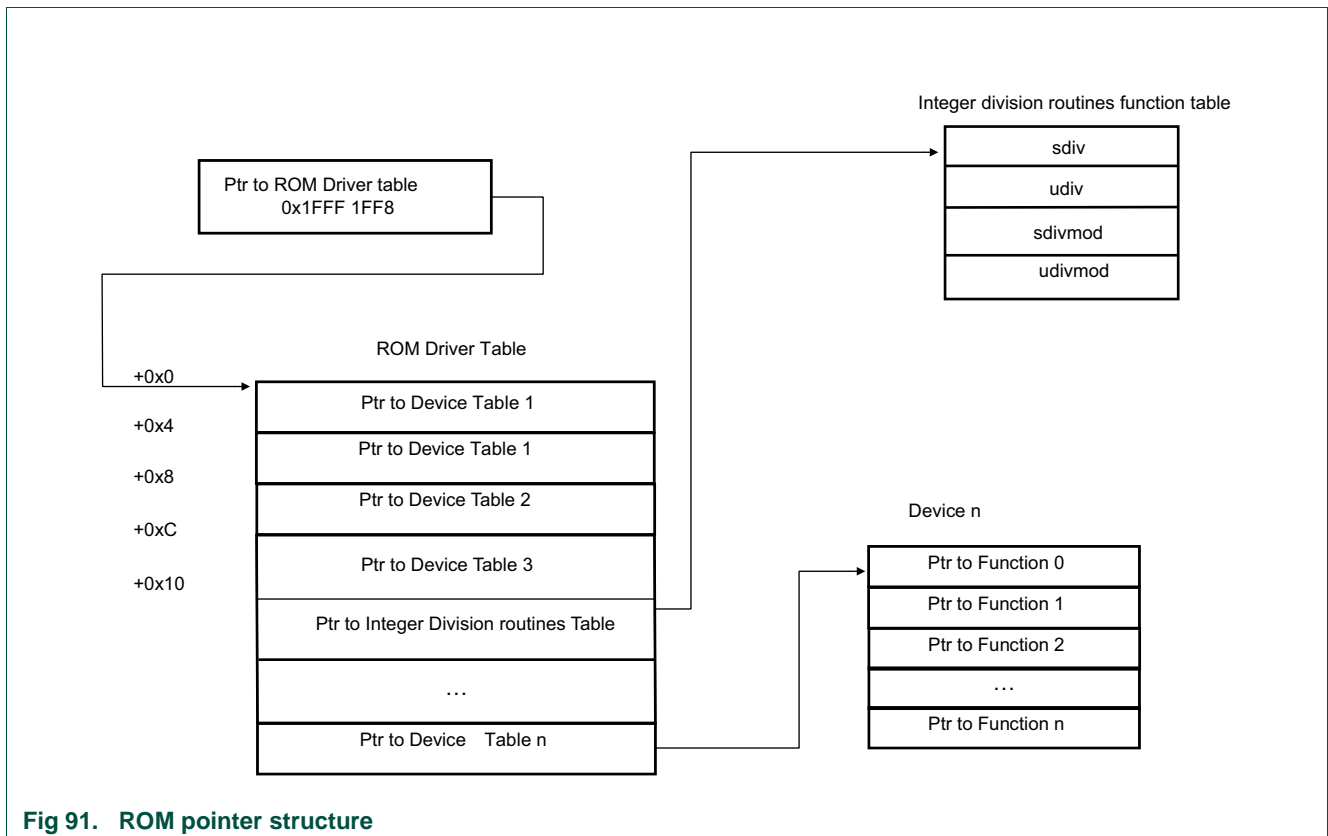 Integer division routines function table
sdiv
udiv
sdivmod
udivmod
Ptr to ROM Driver table
0x1FFF 1FF8
ROM Driver Table
+0x0
+0x4
+0x8
+0xC
+0x10
Ptr to Device Table 1
Ptr to Device Table 1
Ptr to Device Table 2
Ptr to Device Table 3
Ptr to Integer Division routines Table
…
Ptr to Device Table n
Device n
Ptr to Function 0
Ptr to Function 1
Ptr to Function 2
…
Ptr to Function n
Fig 91. ROM pointer structure